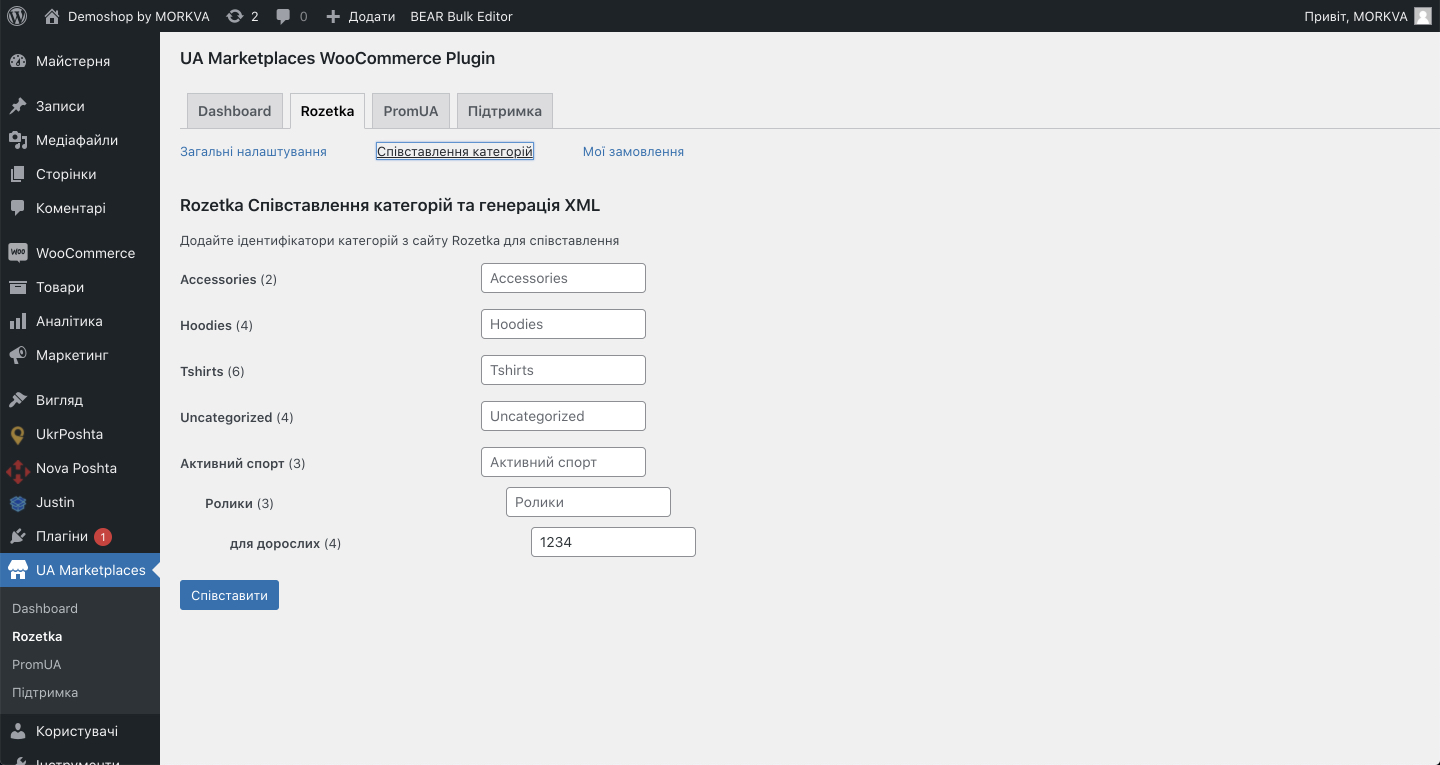 Demoshop by MORKVA 2 0 Додати BEAR Bulk Editor Привіт, MORKVA
Майстерня
Записи
Медіафайли
Сторінки
Коментарі
WOO WooCommerce
Товари
Аналітика
Маркетинг
Вигляд
UkrPoshta
Nova Poshta
Justin
Плагіни 1
UA Marketplaces
Dashboard
Rozetka
PromUA
Підтримка
Користувачі
Інструменти
UA Marketplaces WooCommerce Plugin
Dashboard Rozetka PromUA Підтримка
Загальні налаштування Співставлення категорій Мої замовлення
Rozetka Співставлення категорій та генерація XML
Додайте ідентифікатори категорій з сайту Rozetka для співставлення
Accessories (2) Accessories
Hoodies (4) Hoodies
Tshirts (6) Tshirts
Uncategorized (4) Uncategorized
Активний спорт (3) Активний спорт
Ролики (3) Ролики
для дорослих (4) 1234
Співставити